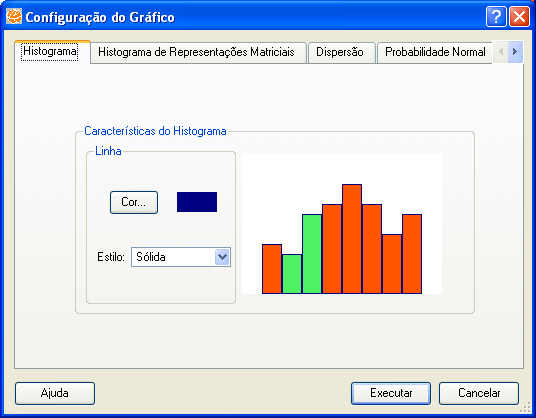 Configuração do Gráfico
?
Histograma
Histograma de Representações Matriciais
Dispersão
Probabilidade Normal
Características do Histograma
Linha
Cor...
Estilo: Sólida
Ajuda
Executar
Cancelar